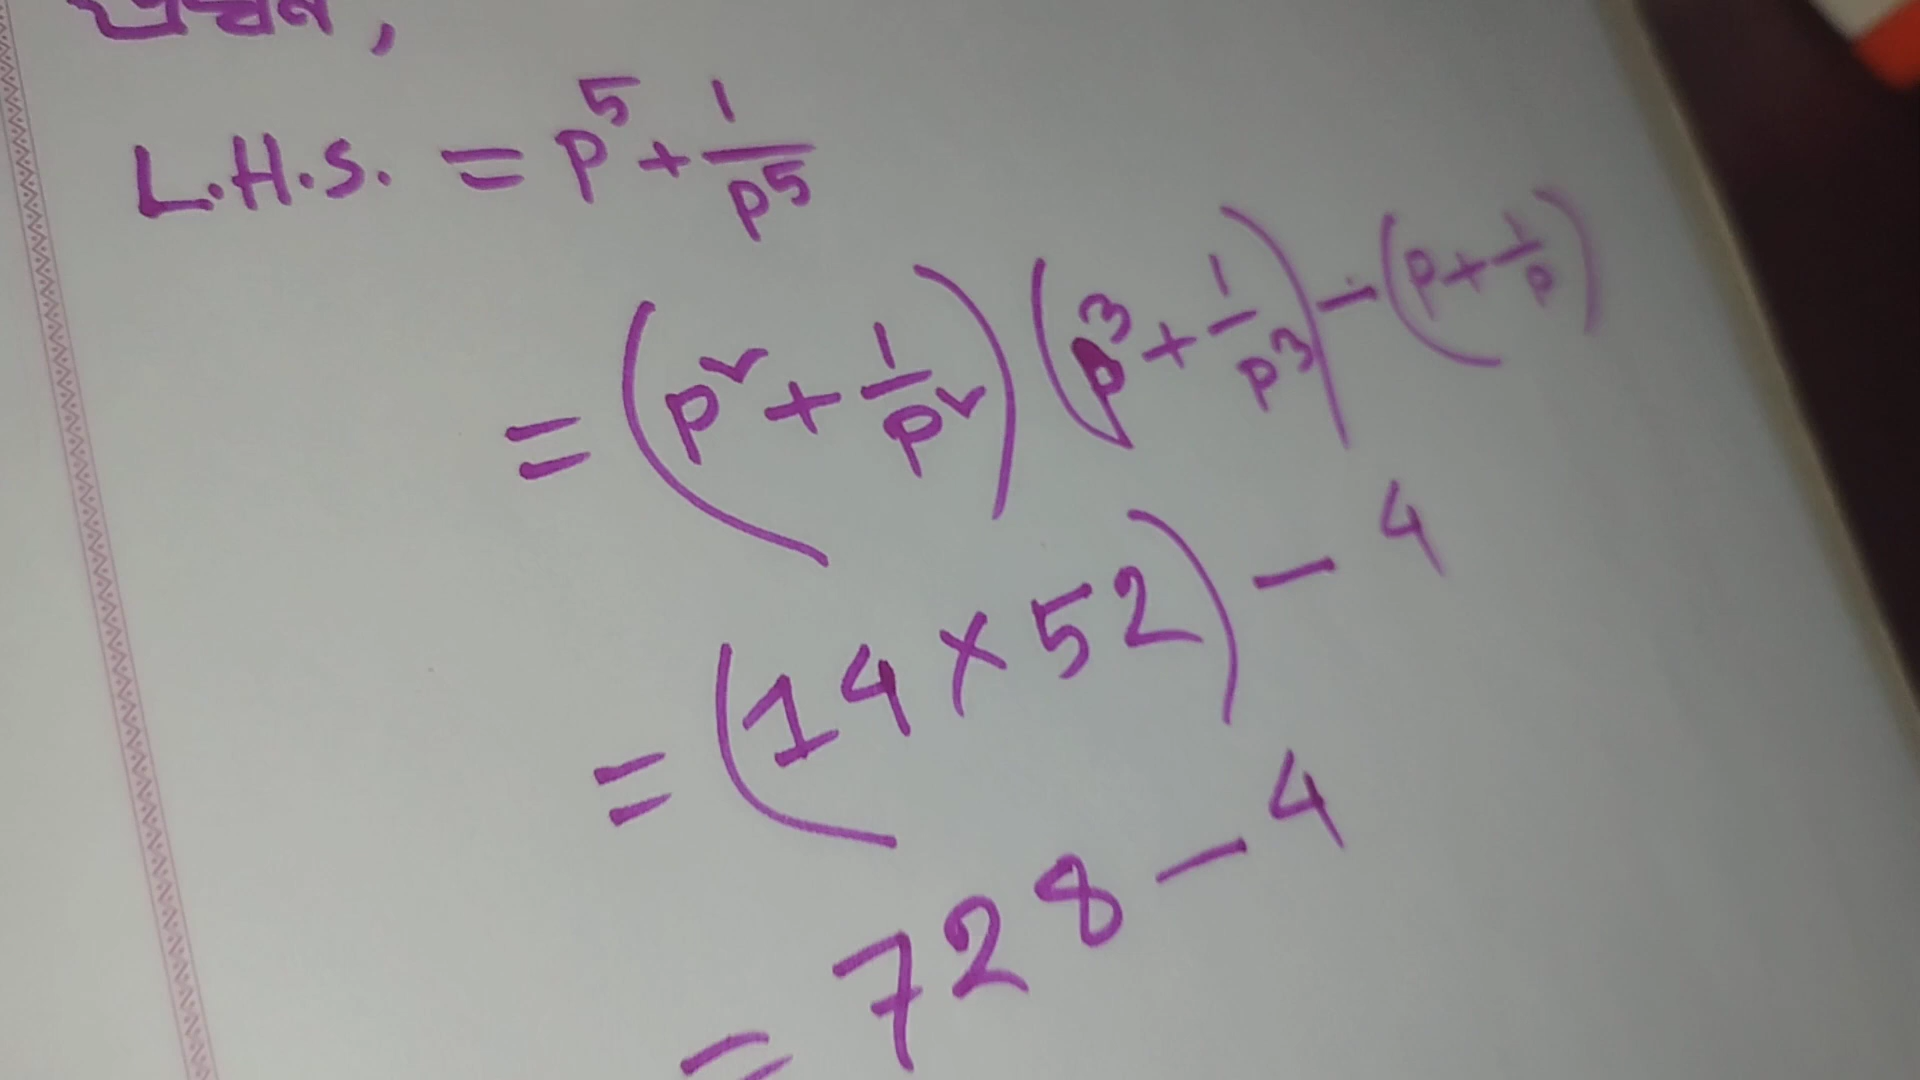 L.H.S. = p⁵ + 1/p⁵
= (p² + 1/p²) (p³ + 1/p³) - (p + 1/p)
= (14 × 52) - 4
= 728 - 4